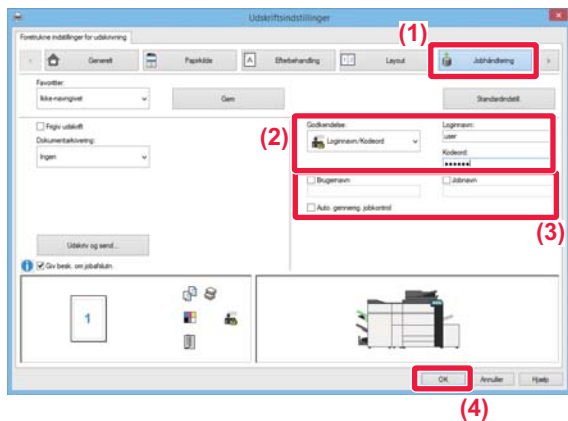 Udskriftsindstillinger
Foretrukne indstillinger for udskrivning
(1)
Generelt
Papirkilde
A
Efterbehandling
Layout
Jobhåndtering
Favoritter:
Ikke-navngivet
Gem
Standardindstill.
Frigiv udskrift
Dokumentarkivering:
Ingen
(2)
Godkendelse:
Loginnavn/Kodeord
Loginnavn:
user
Kodeord:
••••••
Brugernavn
Jobnavn
Auto. gennemg. jobkontrol
(3)
Udskriv og send...
Giv besk. om jobafslutn.
1
OK
Annuller
Hjælp
(4)